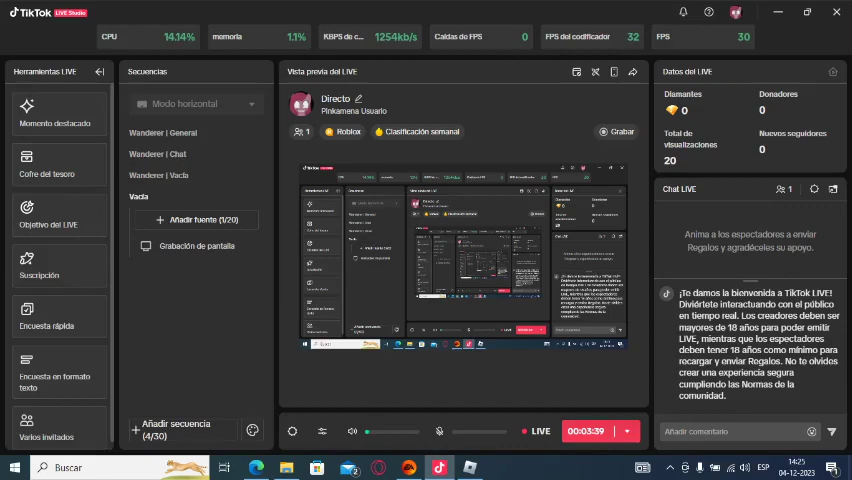 TikTok LIVE Studio
CPU 14.14%
memoria 1.1%
KBPS de c... 1254kb/s
Caídas de FPS 0
FPS del codificador 32
FPS 30
Herramientas LIVE
Momento destacado
Cofre del tesoro
Objetivo del LIVE
Suscripción
Encuesta rápida
Encuesta en formato
texto
Varios invitados
Secuencias
Modo horizontal
Wanderer | General
Wanderer | Chat
Wanderer | Vacía
Vacía
Añadir fuente (1/20)
Grabación de pantalla
Añadir secuencia
(4/30)
Vista previa del LIVE
Directo
Pinkamena Usuario
1
Roblox
Clasificación semanal
Grabar
LIVE
00:03:39
Datos del LIVE
Diamantes
0
Donadores
0
Total de
visualizaciones
20
Nuevos seguidores
0
Chat LIVE
1
Anima a los espectadores a enviar
Regalos y agradéceles su apoyo.
¡Te damos la bienvenida a TikTok LIVE!
Diviértete interactuando con el público
en tiempo real. Los creadores deben ser
mayores de 18 años para poder emitir
LIVE, mientras que los espectadores
deben tener 18 años como mínimo para
recargar y enviar Regalos. No te olvides
crear una experiencia segura
cumpliendo las Normas de la
comunidad.
Añadir comentario
Buscar
2
ESP
14:25
04-12-2023
1